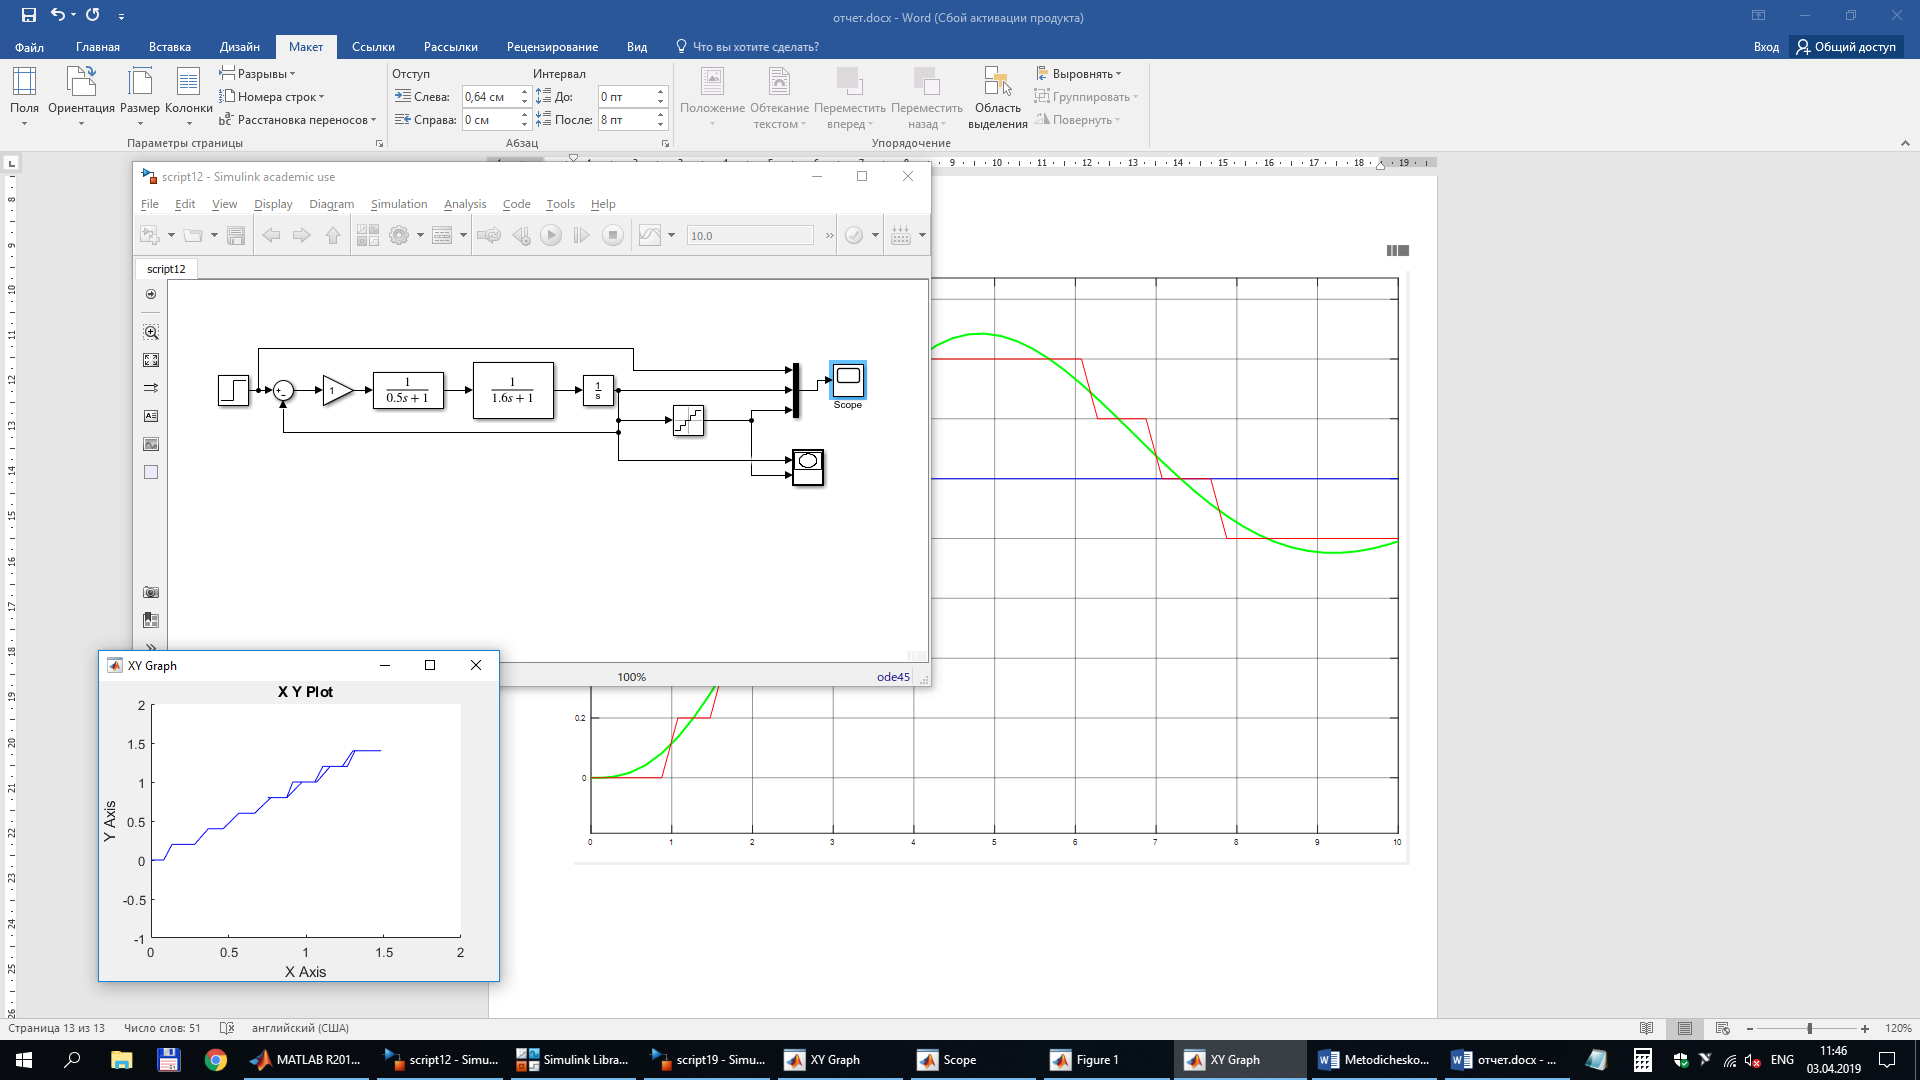 отчет.docx - Word (Сбой активации продукта)
Файл Главная Вставка Дизайн Макет Ссылки Рассылки Рецензирование Вид Что вы хотите сделать? Вход Общий доступ
Поля Ориентация Размер Колонки
Разрывы
Номера строк
Расстановка переносов
Параметры страницы
Отступ Интервал
Слева: 0,64 см До: 0 пт
Справа: 0 см После: 8 пт
Абзац
Положение Обтекание текстом Переместить вперед Переместить назад Область выделения
Выровнять
Группировать
Повернуть
Упорядочение
script12 - Simulink academic use
File Edit View Display Diagram Simulation Analysis Code Tools Help
10.0
script12
1
1
0.5s + 1
1
1.6s + 1
1
s
Scope
100% ode45
0.2
0
0 1 2 3 4 5 6 7 8 9 10
XY Graph
X Y Plot
2
1.5
1
0.5
0
-0.5
-1
Y Axis
0 0.5 1 1.5 2
X Axis
Страница 13 из 13 Число слов: 51 английский (США) 120%
MATLAB R201... script12 - Simu... Simulink Libra... script19 - Simu... XY Graph Scope Figure 1 XY Graph Metodichesko... отчет.docx - ... ENG
11:46
03.04.2019